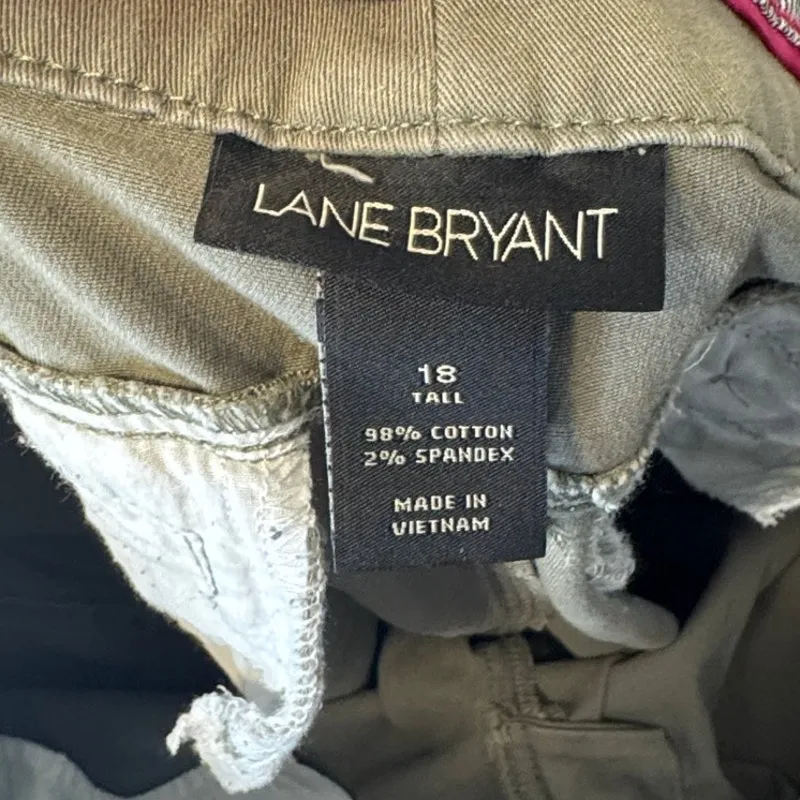 LANE BRYANT
18
TALL
98% COTTON
2% SPANDEX
MADE IN
VIETNAM